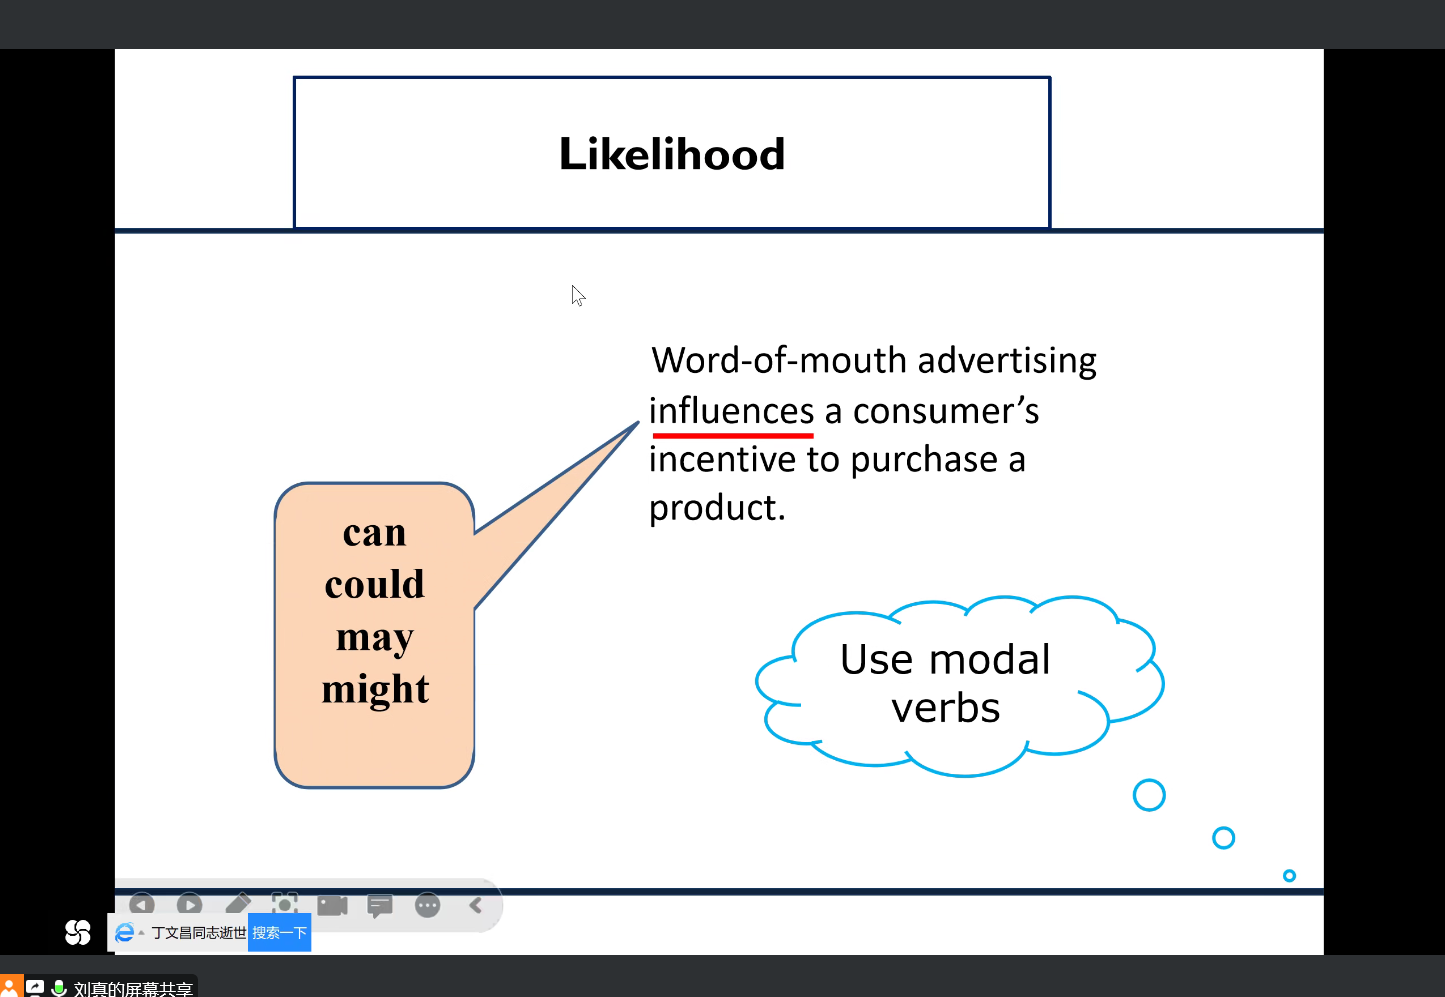 Likelihood
Word-of-mouth advertising
influences a consumer’s
incentive to purchase a
product.
can
could
may
might
Use modal
verbs
丁文昌同志逝世 搜索一下
刘真的屏幕共享